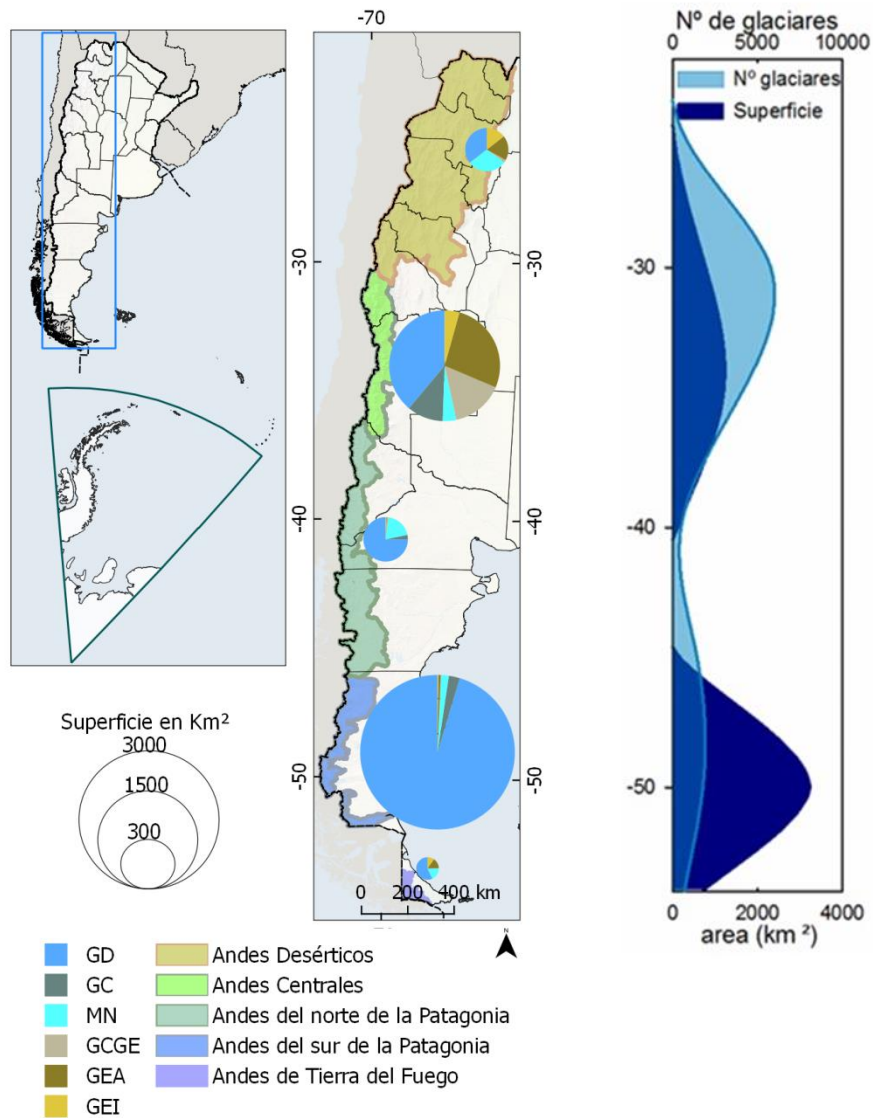 -70
-30
-40
-50
N
0 200 400 km
Superficie en Km²
3000
1500
300
GD
GC
MN
GCGE
GEA
GEI
Andes Desérticos
Andes Centrales
Andes del norte de la Patagonia
Andes del sur de la Patagonia
Andes de Tierra del Fuego
-30
-40
-50
Nº de glaciares
0 5000 10000
Nº glaciares
Superficie
-30
-40
-50
0 2000 4000
area (km ²)